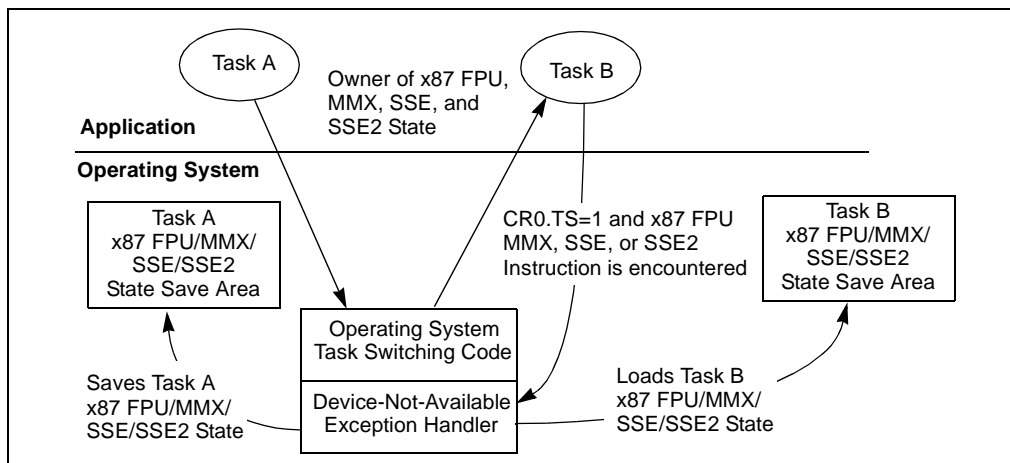 Task A
Owner of x87 FPU,
MMX, SSE, and
SSE2 State
Task B
Application
Operating System
Task A
x87 FPU/MMX/
SSE/SSE2
State Save Area
CR0.TS=1 and x87 FPU
MMX, SSE, or SSE2
Instruction is encountered
Task B
x87 FPU/MMX/
SSE/SSE2
State Save Area
Operating System
Task Switching Code
Saves Task A
x87 FPU/MMX/
SSE/SSE2 State
Device-Not-Available
Exception Handler
Loads Task B
x87 FPU/MMX/
SSE/SSE2 State